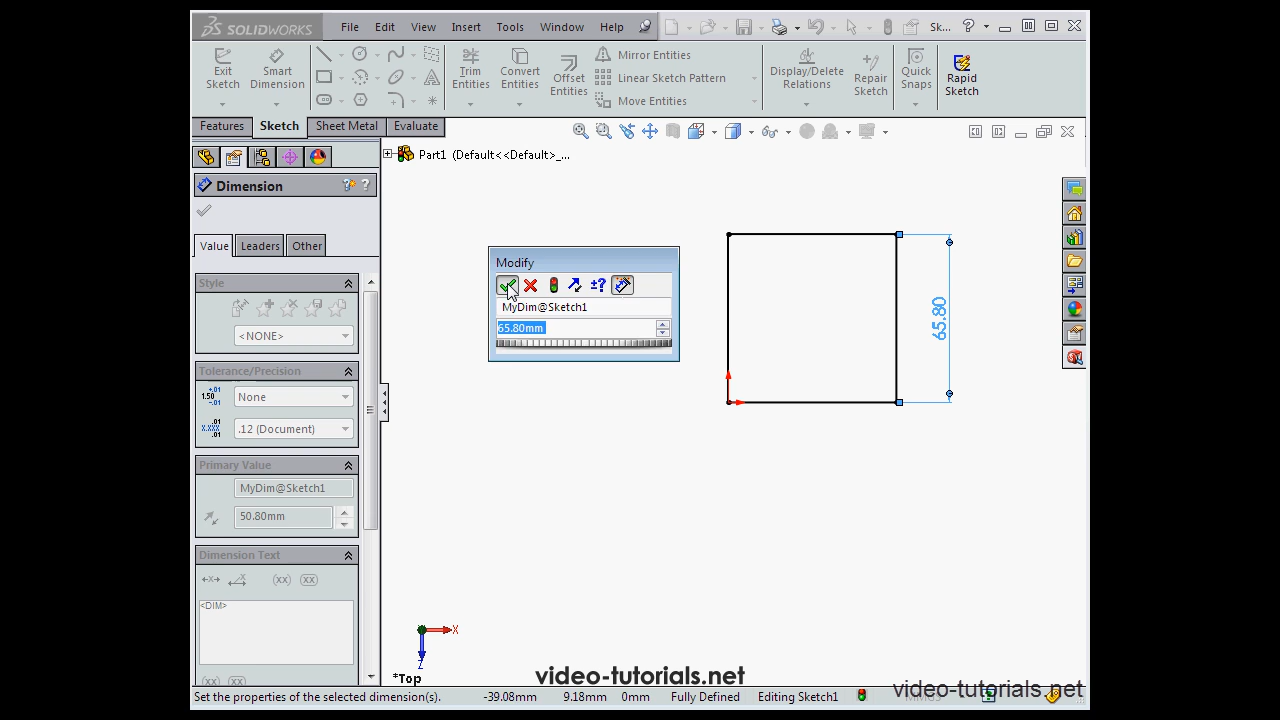 SOLIDWORKS File Edit View Insert Tools Window Help Sk...
Exit Sketch Smart Dimension Trim Entities Convert Entities Offset Entities Mirror Entities Linear Sketch Pattern Move Entities Display/Delete Relations Repair Sketch Quick Snaps Rapid Sketch
Features Sketch Sheet Metal Evaluate
Part1 (Default<<Default>_...
Dimension
Value Leaders Other
Style
<NONE>
Tolerance/Precision
None
.12 (Document)
Primary Value
MyDim@Sketch1
50.80mm
Dimension Text
<DIM>
Modify
MyDim@Sketch1
65.80mm
65.80
X
Z
*Top
video-tutorials.net
Set the properties of the selected dimension(s). -39.08mm 9.18mm 0mm Fully Defined Editing Sketch1
video-tutorials.net